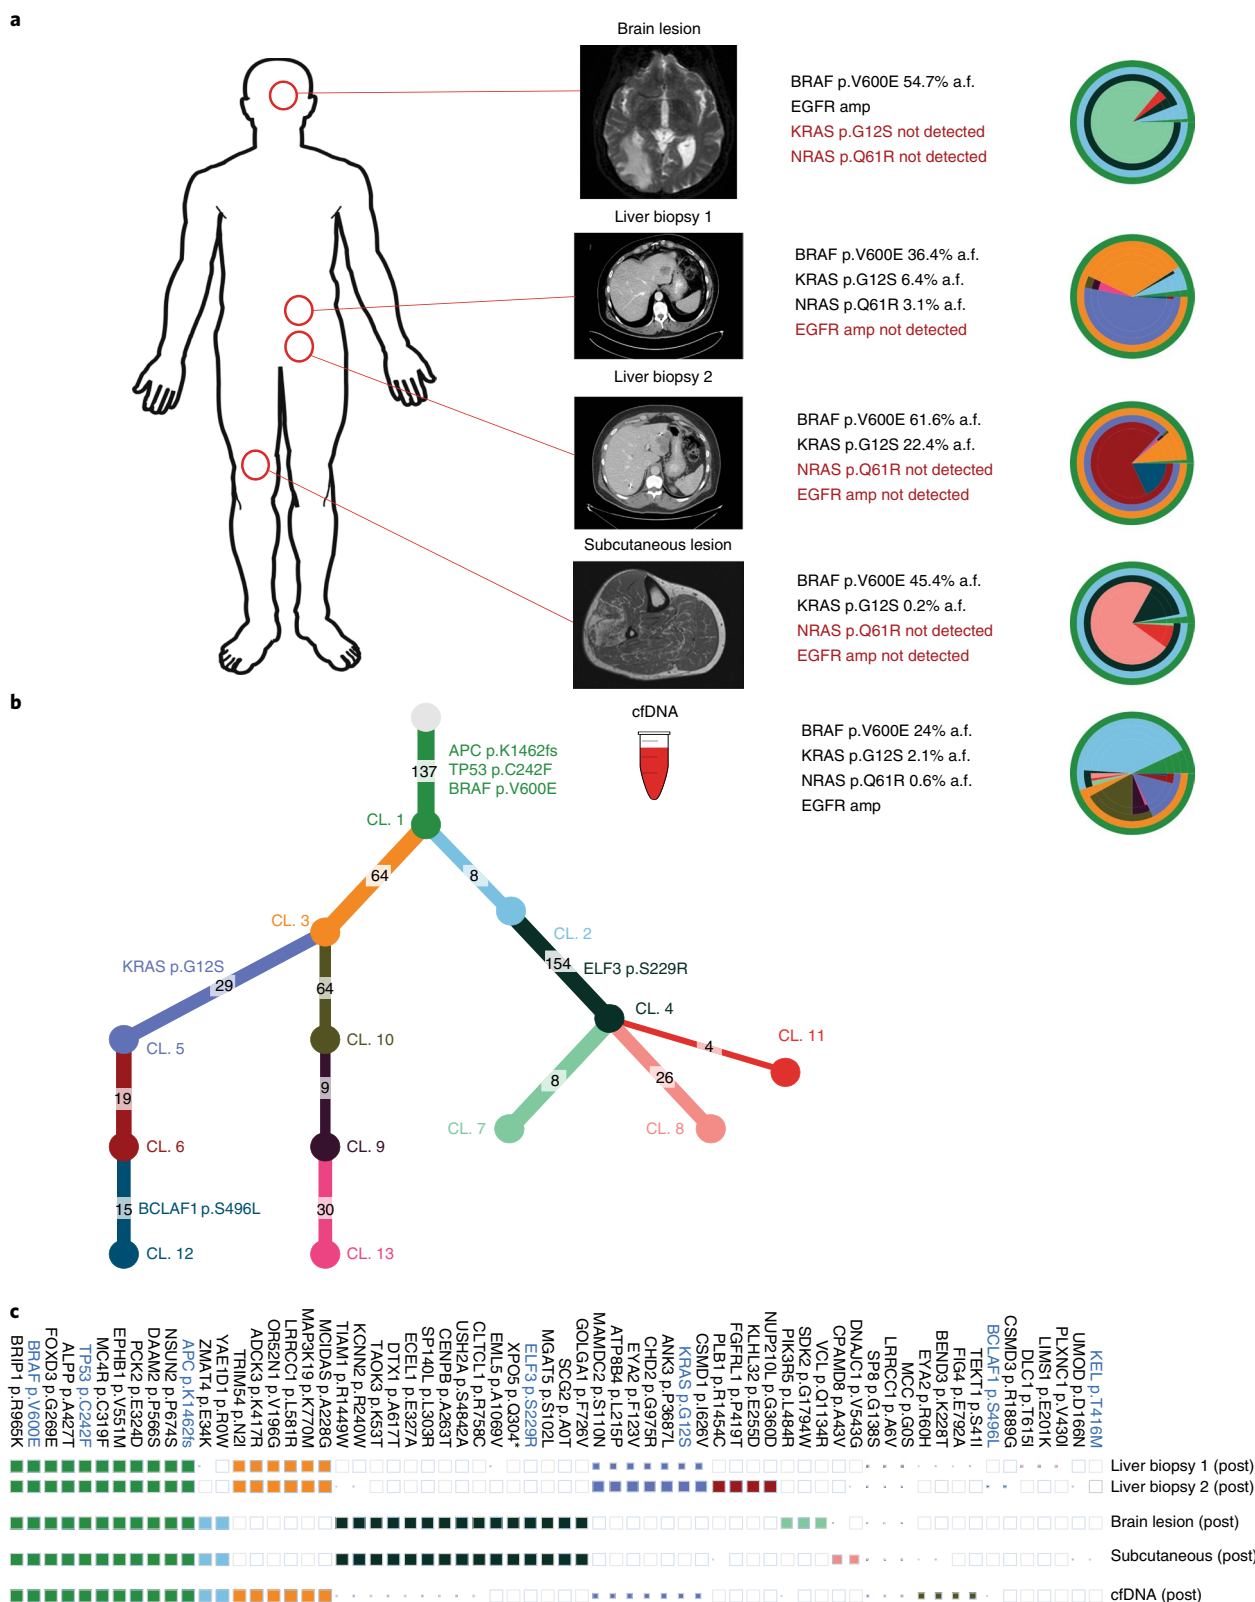 a
Brain lesion
BRAF p.V600E 54.7% a.f.
EGFR amp
KRAS p.G12S not detected
NRAS p.Q61R not detected
Liver biopsy 1
BRAF p.V600E 36.4% a.f.
KRAS p.G12S 6.4% a.f.
NRAS p.Q61R 3.1% a.f.
EGFR amp not detected
Liver biopsy 2
BRAF p.V600E 61.6% a.f.
KRAS p.G12S 22.4% a.f.
NRAS p.Q61R not detected
EGFR amp not detected
Subcutaneous lesion
BRAF p.V600E 45.4% a.f.
KRAS p.G12S 0.2% a.f.
NRAS p.Q61R not detected
EGFR amp not detected
cfDNA
BRAF p.V600E 24% a.f.
KRAS p.G12S 2.1% a.f.
NRAS p.Q61R 0.6% a.f.
EGFR amp
b
APC p.K1462fs
TP53 p.C242F
BRAF p.V600E
137
CL. 1
64
8
CL. 3
CL. 2
154
ELF3 p.S229R
KRAS p.G12S
29
64
CL. 4
CL. 5
CL. 10
CL. 11
4
19
9
8
26
CL. 7
CL. 8
CL. 6
CL. 9
15
BCLAF1 p.S496L
30
CL. 12
CL. 13
c
BRIP1 p.R965K
BRAF p.V600E
FOXD3 p.G269E
ALPP p.A427T
TP53 p.C242F
MC4R p.C319F
EPHB1 p.V551M
PCK2 p.E324D
DAAM2 p.P566S
NSUN2 p.P674S
APC p.K1462fs
ZMAT4 p.E34K
YAE1D1 p.R0W
TRIM54 p.N2I
ADCK3 p.K417R
OR52N1 p.V196G
LRRCC1 p.L581R
MAP3K19 p.K770M
MCIDAS p.A228G
TIAM1 p.R1449W
KCNN2 p.R240W
TAOK3 p.K53T
DTX1 p.A617T
ECEL1 p.E327A
SP140L p.L303R
CENPB p.A263T
USH2A p.S4642A
CLTCL1 p.R758C
EML5 p.A1069V
XPO5 p.Q304*
ELF3 p.S229R
MGAT5 p.S102L
SCG2 p.A0T
GOLGA1 p.F726V
MAMDC2 p.S110N
ATP8B4 p.L215P
EYA2 p.F123V
CHD2 p.G975R
ANK3 p.P3687L
KRAS p.G12S
CSMD1 p.I626V
PLB1 p.R1454C
FGFRL1 p.P419T
KLHL32 p.E255D
NUP210L p.G360D
PIK3R5 p.L484R
SDK2 p.G1794W
VCL p.Q1134R
CPAMD8 p.A43V
DNAJC1 p.V543G
SP8 p.G138S
LRRCC1 p.A6V
MCC p.G0S
EYA2 p.R60H
BEND3 p.K228T
FIG4 p.E792A
TEKT1 p.S41I
BCLAF1 p.S496L
CSMD3 p.R1889G
DLC1 p.T615I
LIMS1 p.E201K
PLXNC1 p.V430I
UMOD p.D166N
KEL p.T416M
Liver biopsy 1 (post)
Liver biopsy 2 (post)
Brain lesion (post)
Subcutaneous (post)
cfDNA (post)